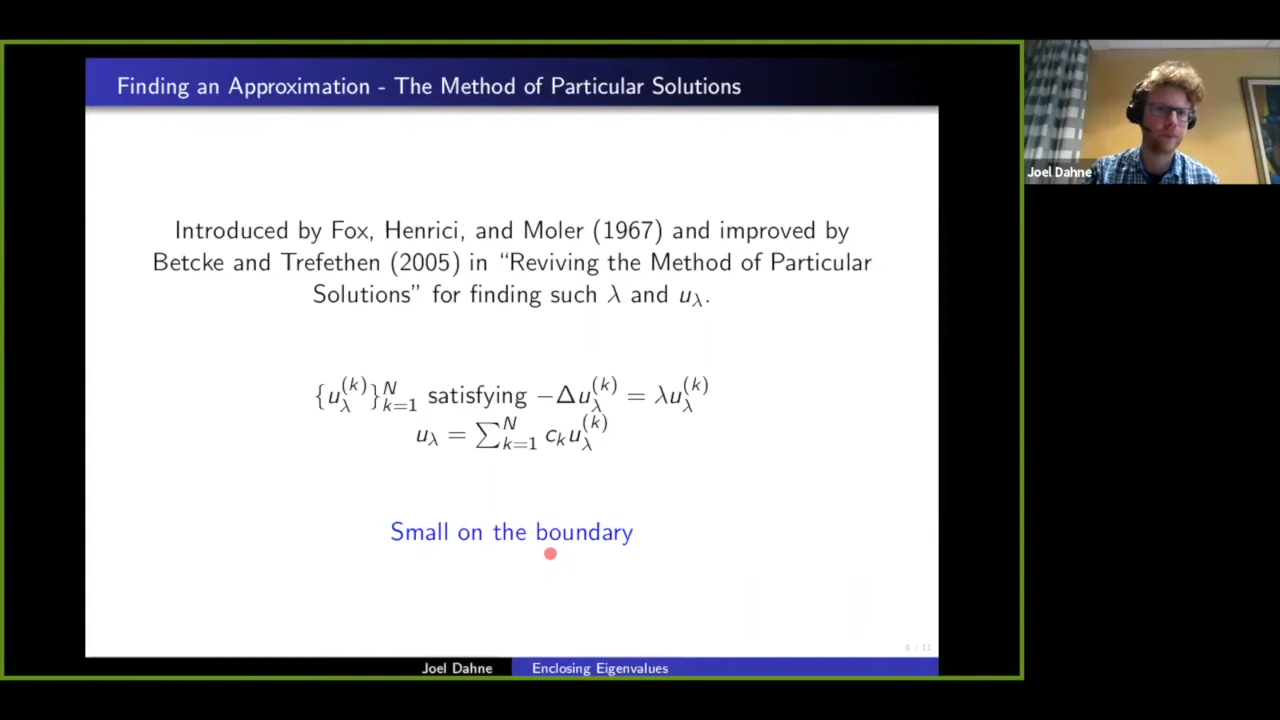 Finding an Approximation - The Method of Particular Solutions
Joel Dahne
Introduced by Fox, Henrici, and Moler (1967) and improved by
Betcke and Trefethen (2005) in “Reviving the Method of Particular
Solutions” for finding such λ and u_λ.
{u_λ^{(k)}}_{k=1}^N satisfying −Δu_λ^{(k)} = λu_λ^{(k)}
u_λ = ∑_{k=1}^N c_k u_λ^{(k)}
Small on the boundary
4 / 11
Joel Dahne Enclosing Eigenvalues